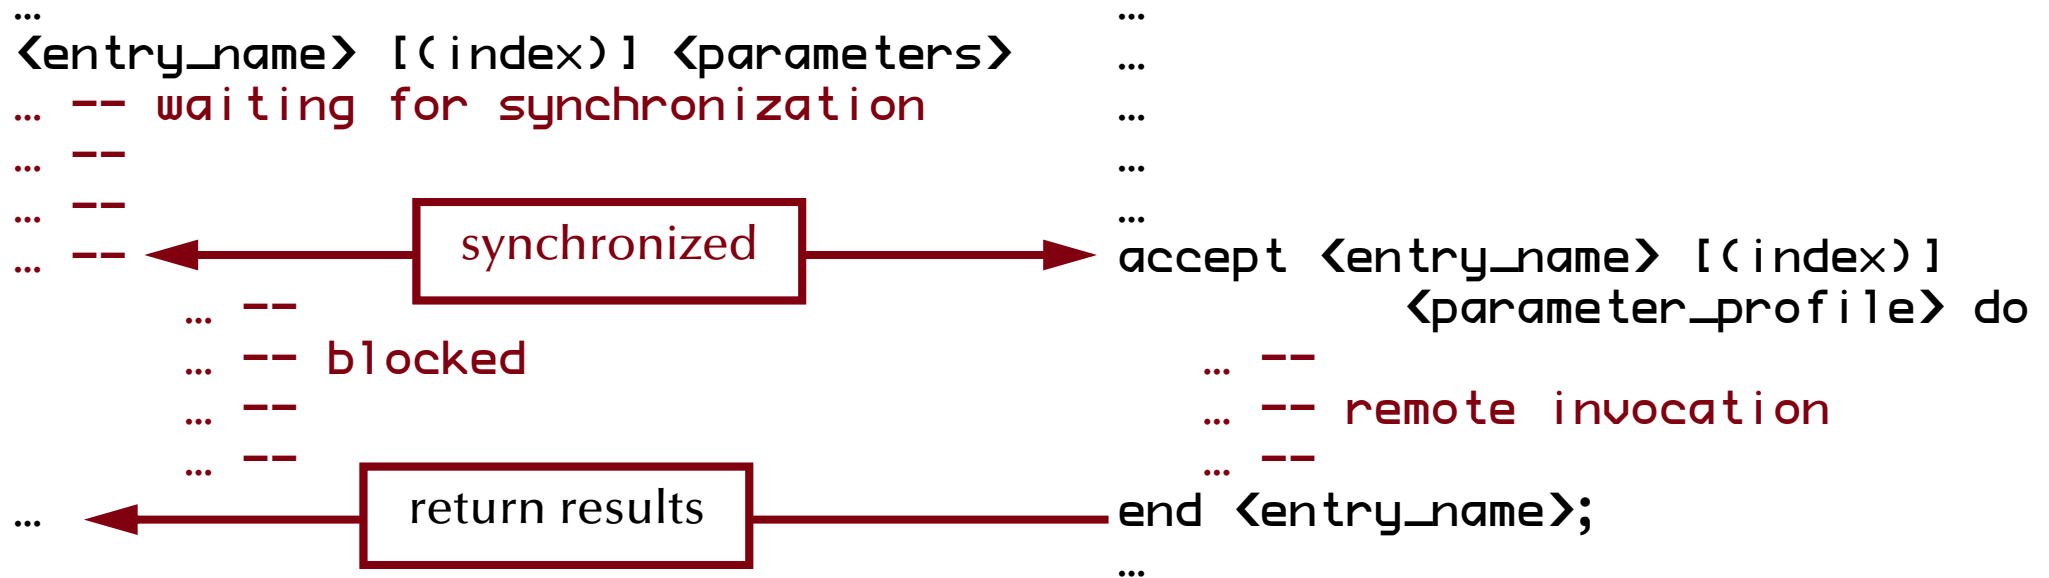 …
<entry_name> [(index)] <parameters>
… -- waiting for synchronization
… --
… --
… --
synchronized
… --
… -- blocked
… --
… --
return results
…
…
…
…
…
…
accept <entry_name> [(index)]
<parameter_profile> do
… --
… -- remote invocation
… --
end <entry_name>;
…